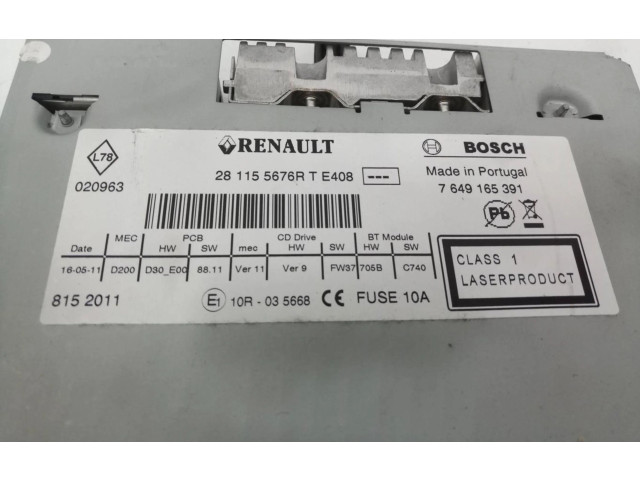 RENAULT
BOSCH
L78
020963
28 115 5676R T E408 ---
Made in Portugal
7 649 165 391
Pb
MEC PCB CD Drive BT Module
Date HW SW mec HW SW HW SW
16-05-11 D200 D30_E00 88.11 Ver 11 Ver 9 FW37 705B C740
CLASS 1
LASERPRODUCT
815 2011
E1 10R - 03 5668 CE FUSE 10A